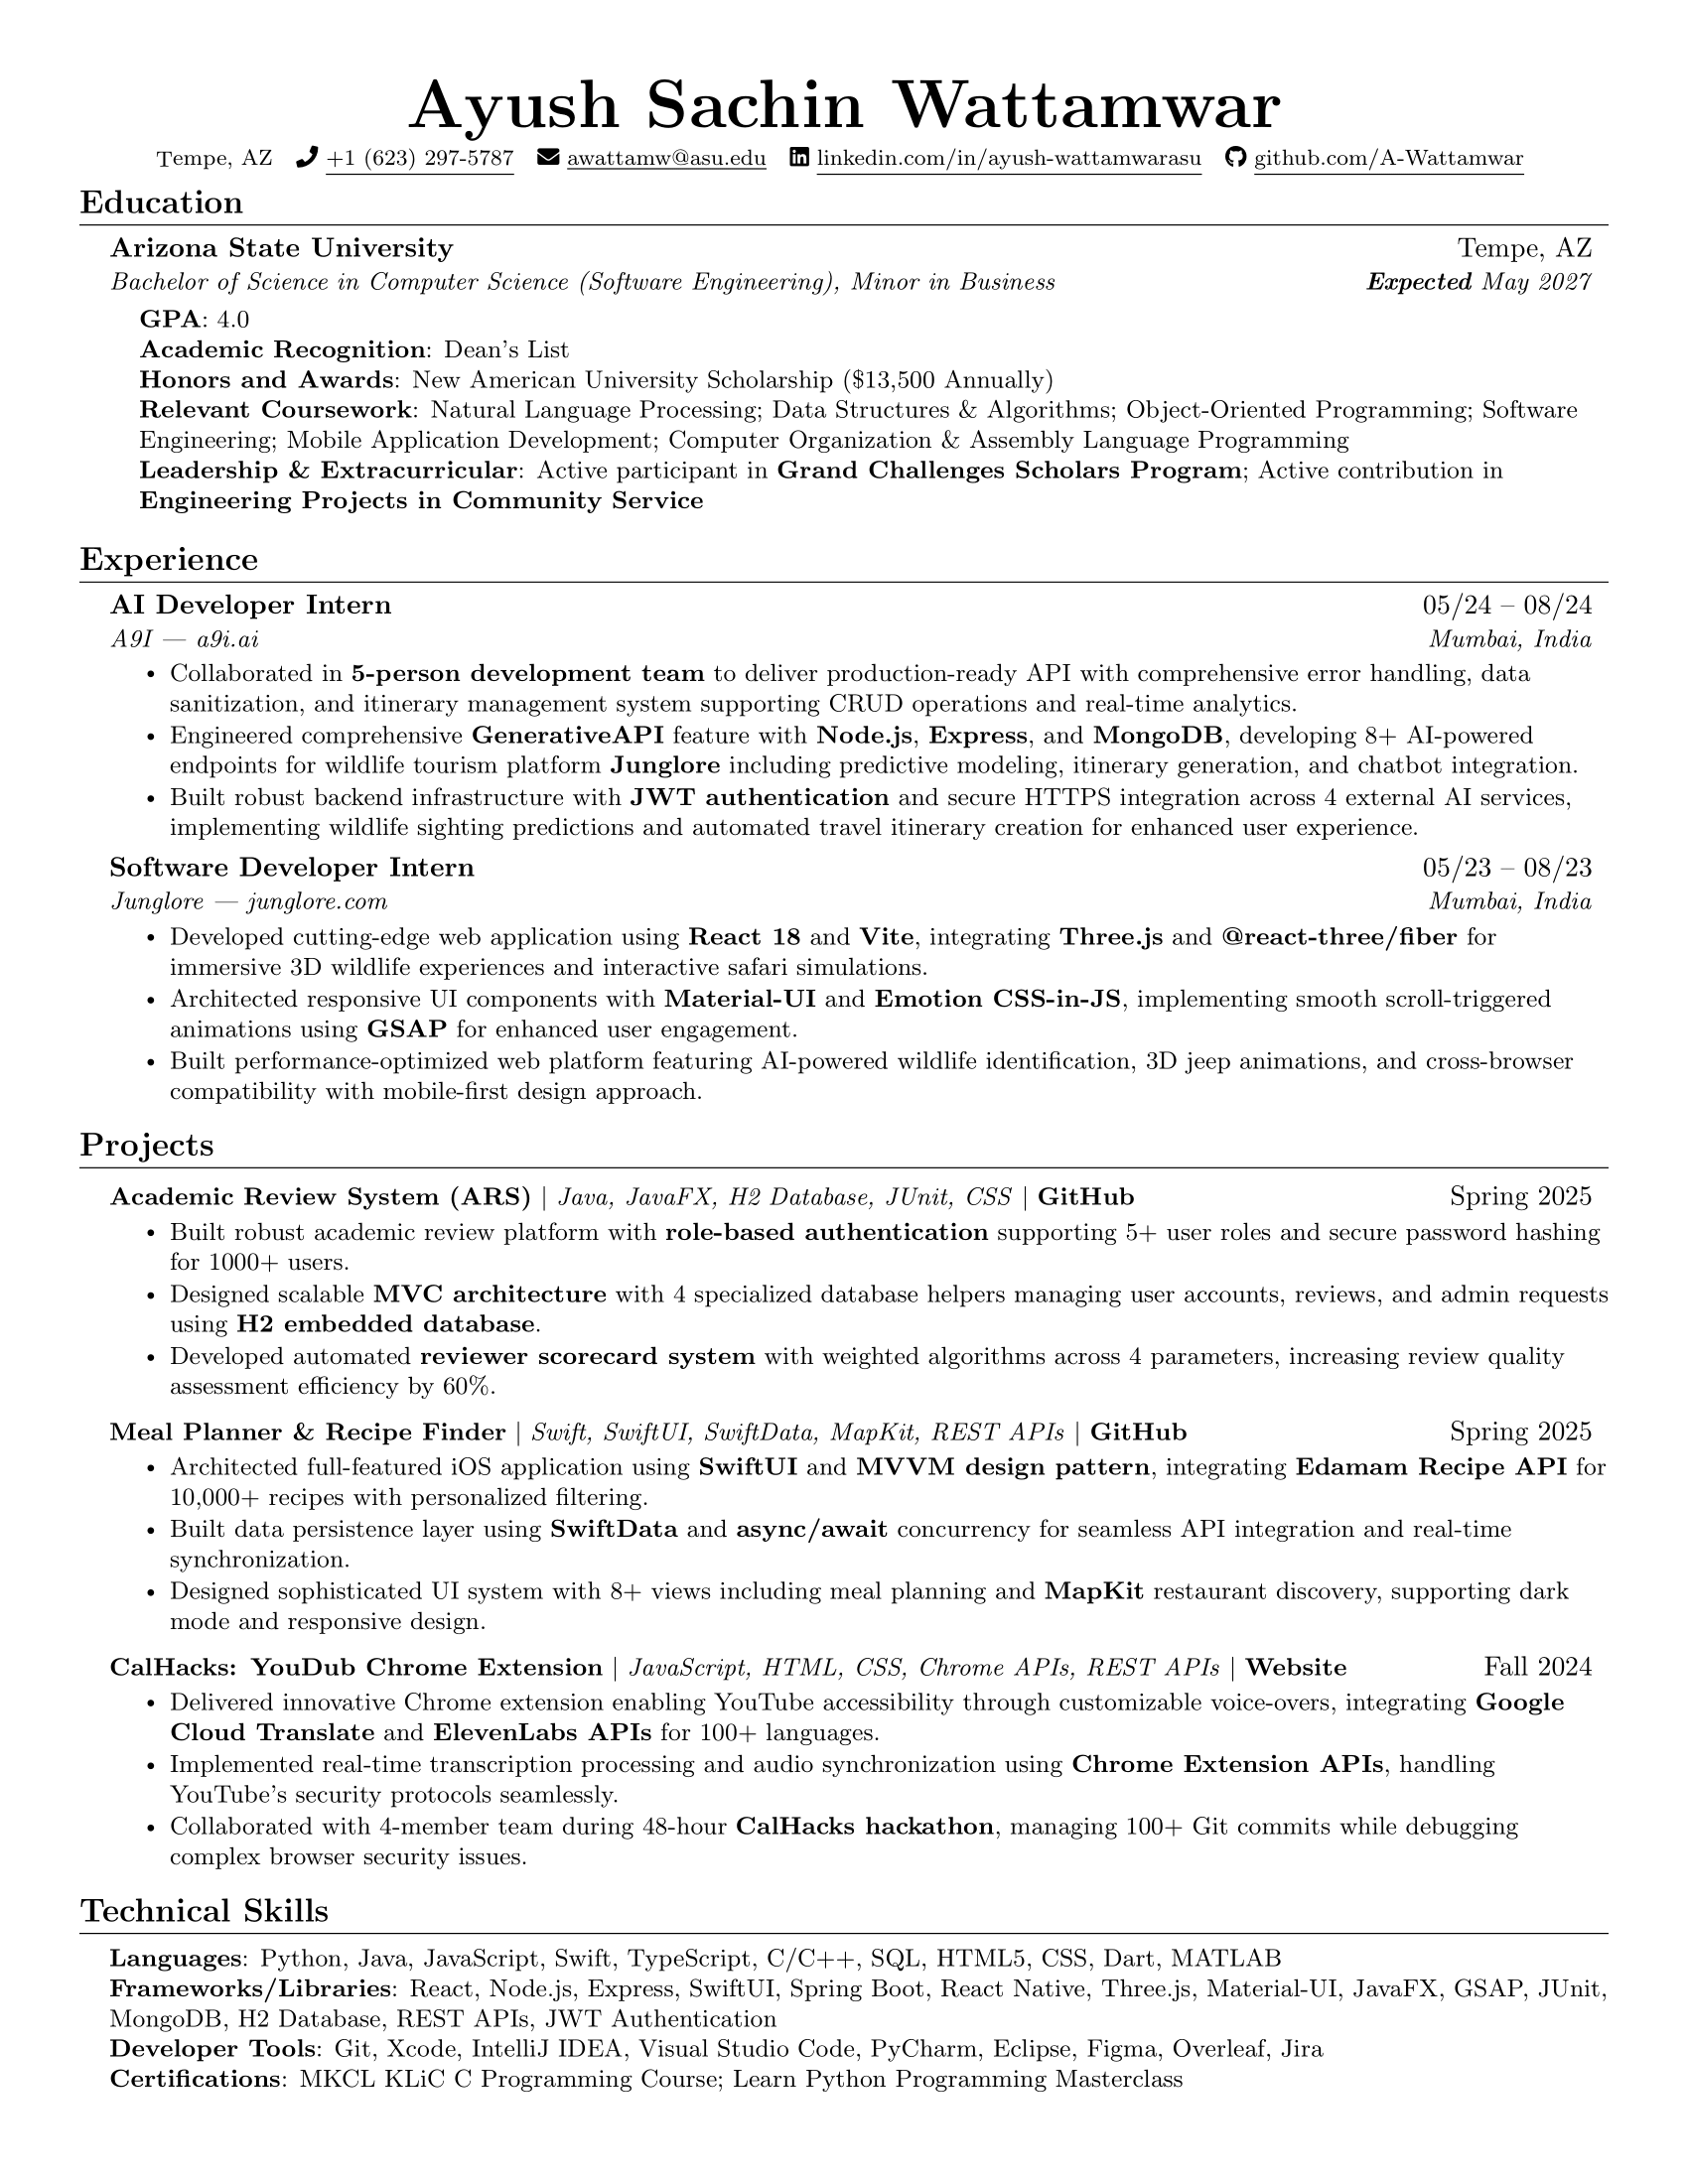 Ayush Sachin Wattamwar
Tempe, AZ +1 (623) 297-5787 awattamw@asu.edu linkedin.com/in/ayush-wattamwarasu github.com/A-Wattamwar
Education
Arizona State University Tempe, AZ
Bachelor of Science in Computer Science (Software Engineering), Minor in Business Expected May 2027
GPA: 4.0
Academic Recognition: Dean's List
Honors and Awards: New American University Scholarship ($13,500 Annually)
Relevant Coursework: Natural Language Processing; Data Structures & Algorithms; Object-Oriented Programming; Software
Engineering; Mobile Application Development; Computer Organization & Assembly Language Programming
Leadership & Extracurricular: Active participant in Grand Challenges Scholars Program; Active contribution in
Engineering Projects in Community Service
Experience
AI Developer Intern 05/24 – 08/24
A9I — a9i.ai Mumbai, India
• Collaborated in 5-person development team to deliver production-ready API with comprehensive error handling, data
sanitization, and itinerary management system supporting CRUD operations and real-time analytics.
• Engineered comprehensive GenerativeAPI feature with Node.js, Express, and MongoDB, developing 8+ AI-powered
endpoints for wildlife tourism platform Junglore including predictive modeling, itinerary generation, and chatbot integration.
• Built robust backend infrastructure with JWT authentication and secure HTTPS integration across 4 external AI services,
implementing wildlife sighting predictions and automated travel itinerary creation for enhanced user experience.
Software Developer Intern 05/23 – 08/23
Junglore — junglore.com Mumbai, India
• Developed cutting-edge web application using React 18 and Vite, integrating Three.js and @react-three/fiber for
immersive 3D wildlife experiences and interactive safari simulations.
• Architected responsive UI components with Material-UI and Emotion CSS-in-JS, implementing smooth scroll-triggered
animations using GSAP for enhanced user engagement.
• Built performance-optimized web platform featuring AI-powered wildlife identification, 3D jeep animations, and cross-browser
compatibility with mobile-first design approach.
Projects
Academic Review System (ARS) | Java, JavaFX, H2 Database, JUnit, CSS | GitHub Spring 2025
• Built robust academic review platform with role-based authentication supporting 5+ user roles and secure password hashing
for 1000+ users.
• Designed scalable MVC architecture with 4 specialized database helpers managing user accounts, reviews, and admin requests
using H2 embedded database.
• Developed automated reviewer scorecard system with weighted algorithms across 4 parameters, increasing review quality
assessment efficiency by 60%.
Meal Planner & Recipe Finder | Swift, SwiftUI, SwiftData, MapKit, REST APIs | GitHub Spring 2025
• Architected full-featured iOS application using SwiftUI and MVVM design pattern, integrating Edamam Recipe API for
10,000+ recipes with personalized filtering.
• Built data persistence layer using SwiftData and async/await concurrency for seamless API integration and real-time
synchronization.
• Designed sophisticated UI system with 8+ views including meal planning and MapKit restaurant discovery, supporting dark
mode and responsive design.
CalHacks: YouDub Chrome Extension | JavaScript, HTML, CSS, Chrome APIs, REST APIs | Website Fall 2024
• Delivered innovative Chrome extension enabling YouTube accessibility through customizable voice-overs, integrating Google
Cloud Translate and ElevenLabs APIs for 100+ languages.
• Implemented real-time transcription processing and audio synchronization using Chrome Extension APIs, handling
YouTube's security protocols seamlessly.
• Collaborated with 4-member team during 48-hour CalHacks hackathon, managing 100+ Git commits while debugging
complex browser security issues.
Technical Skills
Languages: Python, Java, JavaScript, Swift, TypeScript, C/C++, SQL, HTML5, CSS, Dart, MATLAB
Frameworks/Libraries: React, Node.js, Express, SwiftUI, Spring Boot, React Native, Three.js, Material-UI, JavaFX, GSAP, JUnit,
MongoDB, H2 Database, REST APIs, JWT Authentication
Developer Tools: Git, Xcode, IntelliJ IDEA, Visual Studio Code, PyCharm, Eclipse, Figma, Overleaf, Jira
Certifications: MKCL KLiC C Programming Course; Learn Python Programming Masterclass